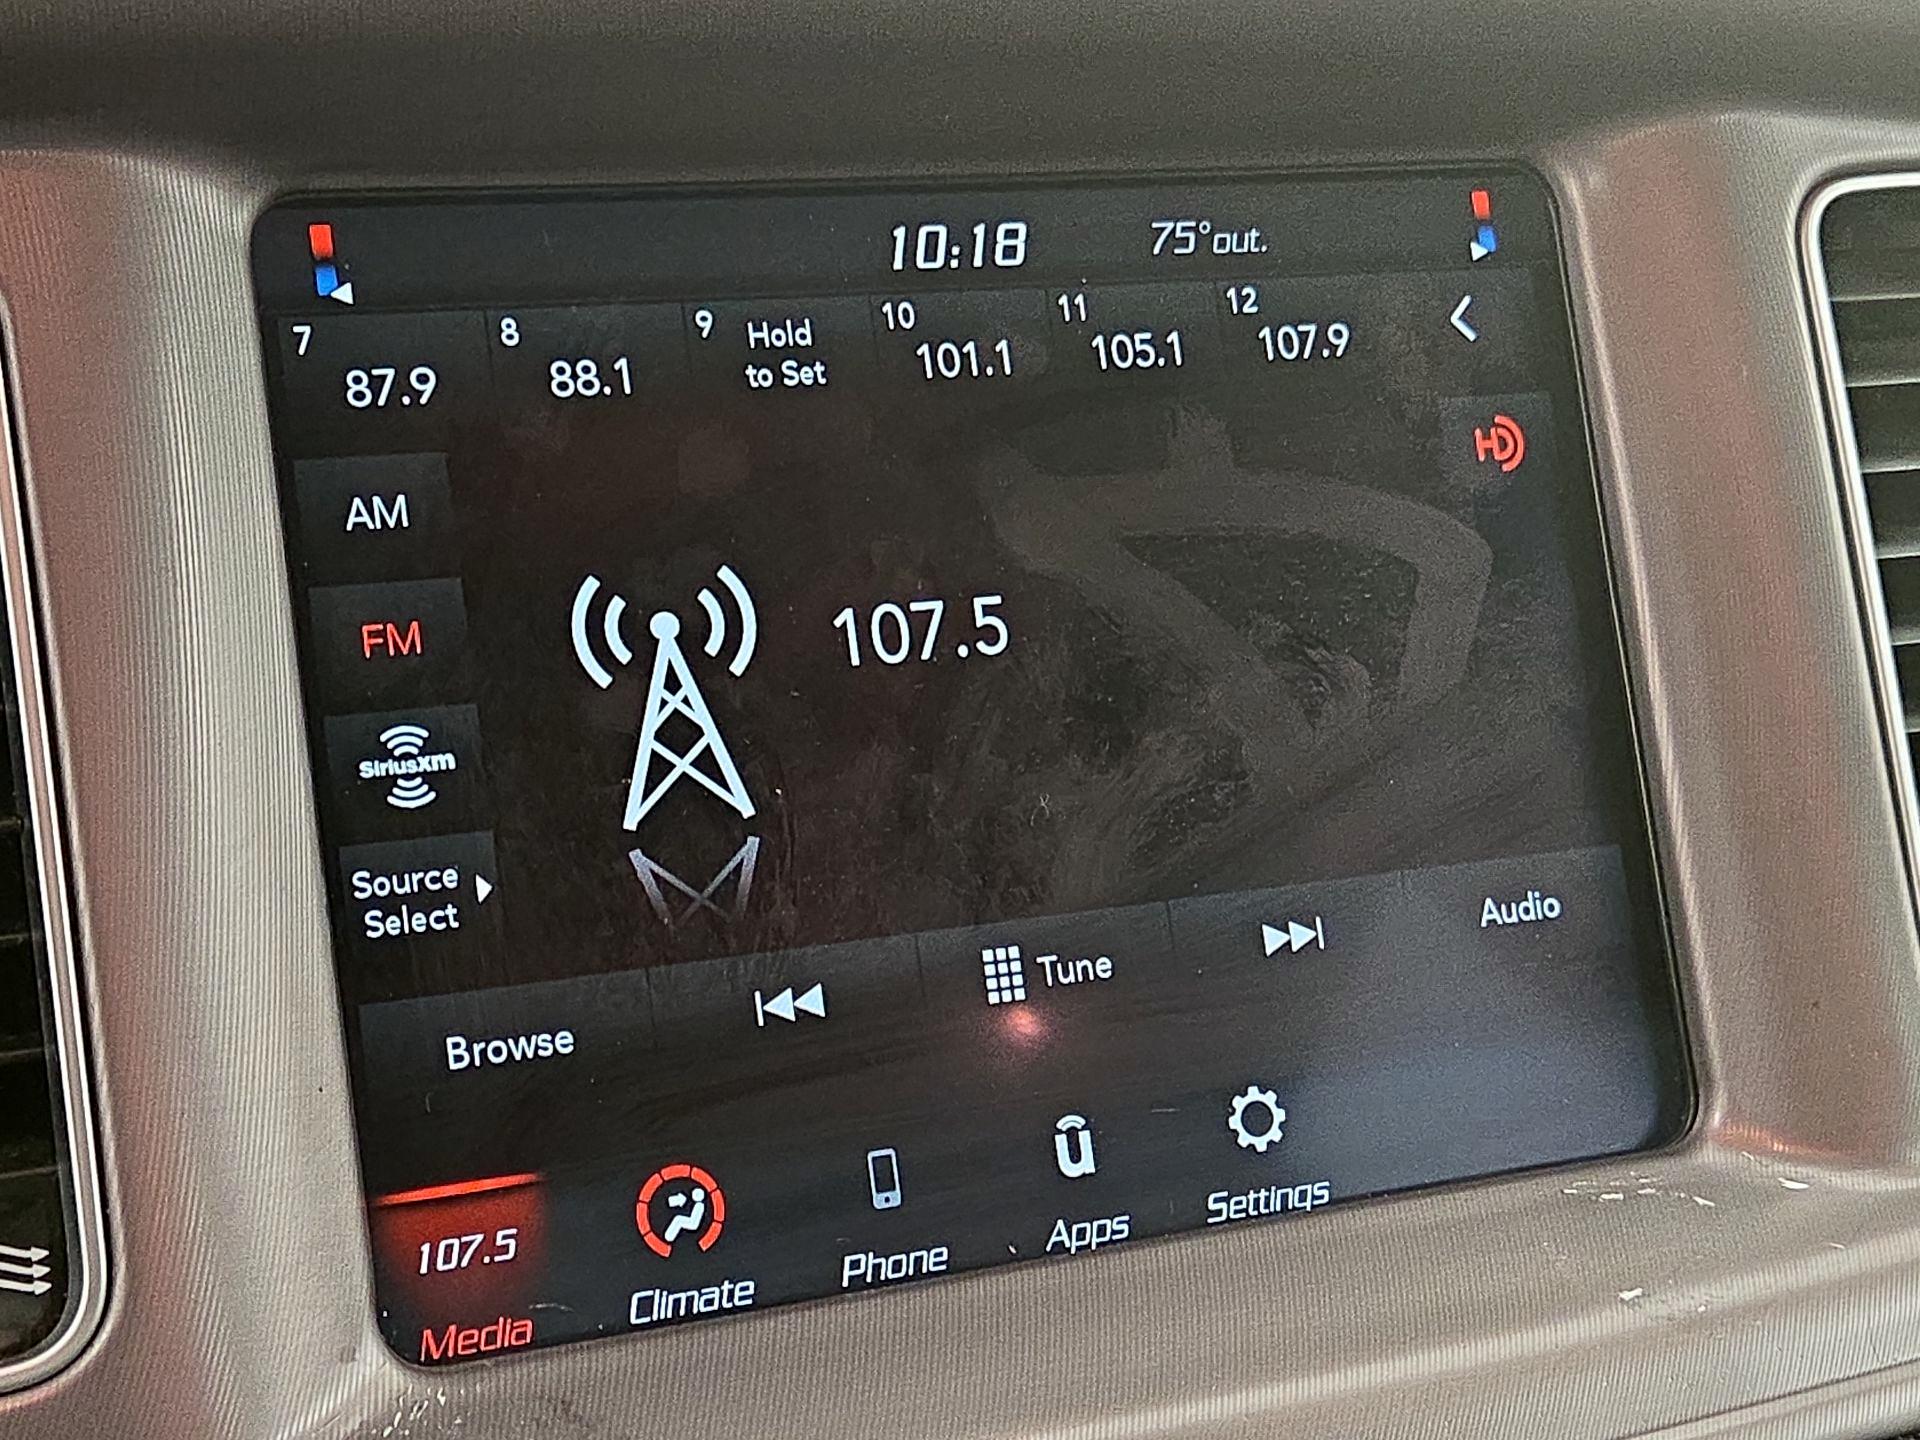 10:18 75°out.
7 87.9
8 88.1
9 Hold
to Set
10 101.1
11 105.1
12 107.9
HD
AM
FM
107.5
SiriusXM
Source
Select
Browse
Tune
Audio
107.5
Media
Climate
Phone
u
Apps
Settings